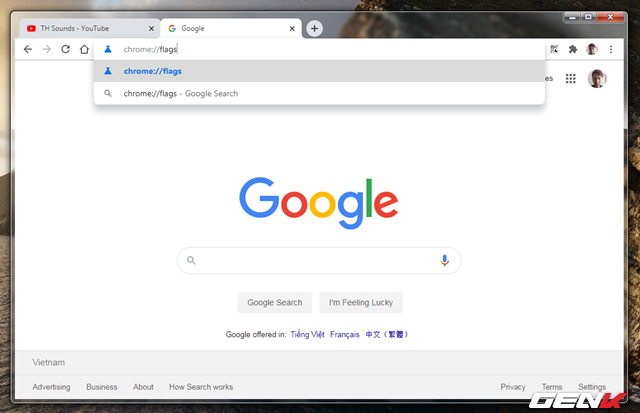 TH Sounds - YouTube
Google
chrome://flags
chrome://flags
chrome://flags - Google Search
es
Google
Google Search
I'm Feeling Lucky
Google offered in: Tiếng Việt Français 中文（繁體）
Vietnam
Advertising Business About How Search works Privacy Terms Settings
GENK